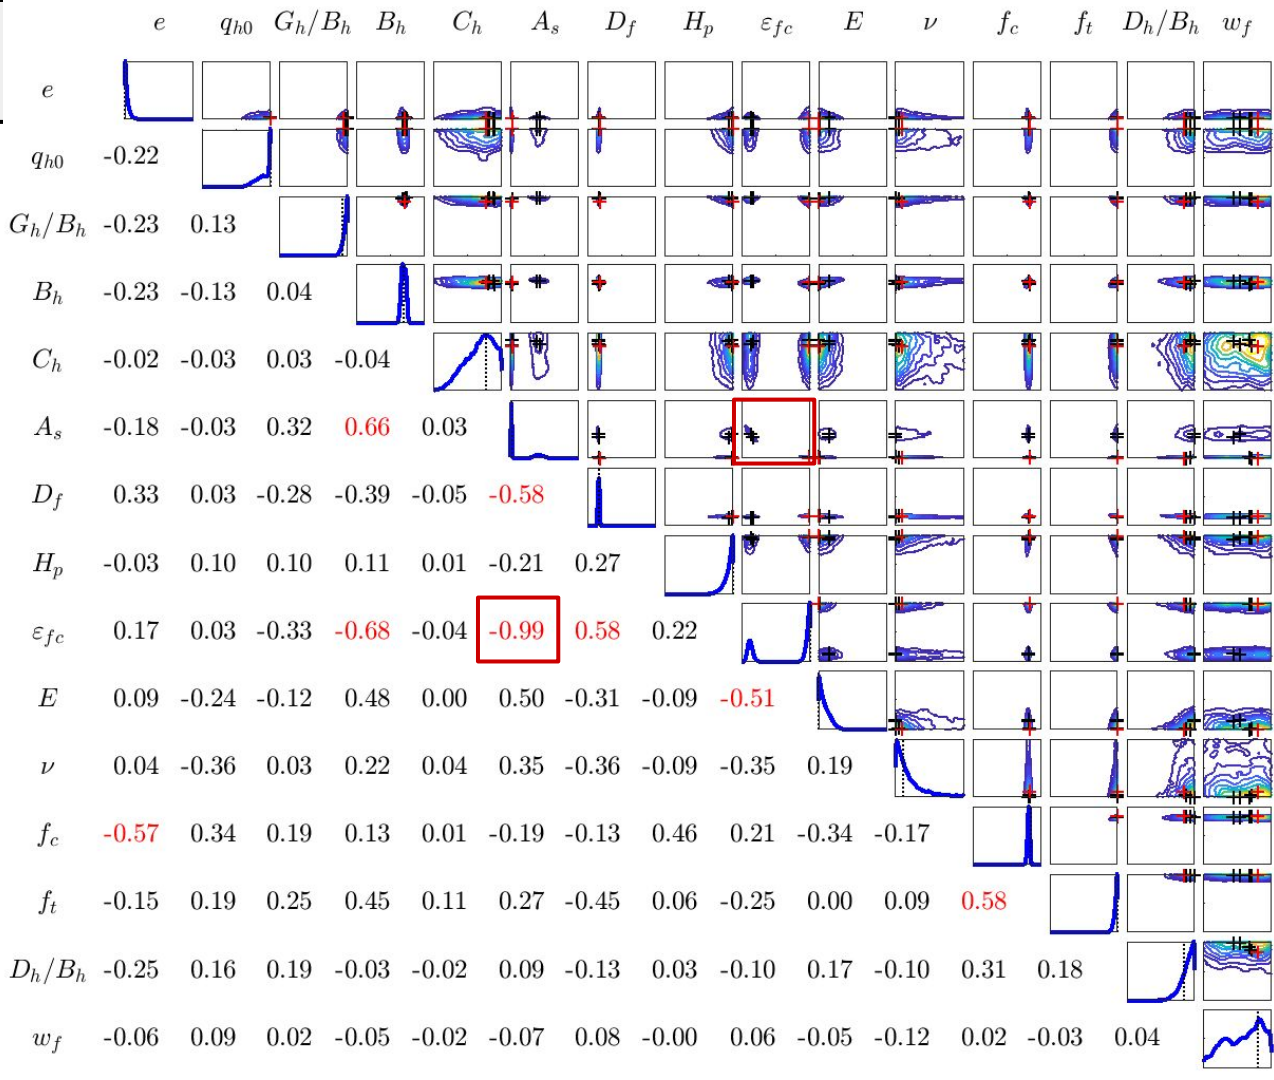 e q_{h0} G_h/B_h B_h C_h A_s D_f H_p ε_{fc} E ν f_c f_t D_h/B_h w_f
e
q_{h0} -0.22
G_h/B_h -0.23 0.13
B_h -0.23 -0.13 0.04
C_h -0.02 -0.03 0.03 -0.04
A_s -0.18 -0.03 0.32 0.66 0.03
D_f 0.33 0.03 -0.28 -0.39 -0.05 -0.58
H_p -0.03 0.10 0.10 0.11 0.01 -0.21 0.27
ε_{fc} 0.17 0.03 -0.33 -0.68 -0.04 -0.99 0.58 0.22
E 0.09 -0.24 -0.12 0.48 0.00 0.50 -0.31 -0.09 -0.51
ν 0.04 -0.36 0.03 0.22 0.04 0.35 -0.36 -0.09 -0.35 0.19
f_c -0.57 0.34 0.19 0.13 0.01 -0.19 -0.13 0.46 0.21 -0.34 -0.17
f_t -0.15 0.19 0.25 0.45 0.11 0.27 -0.45 0.06 -0.25 0.00 0.09 0.58
D_h/B_h -0.25 0.16 0.19 -0.03 -0.02 0.09 -0.13 0.03 -0.10 0.17 -0.10 0.31 0.18
w_f -0.06 0.09 0.02 -0.05 -0.02 -0.07 0.08 -0.00 0.06 -0.05 -0.12 0.02 -0.03 0.04